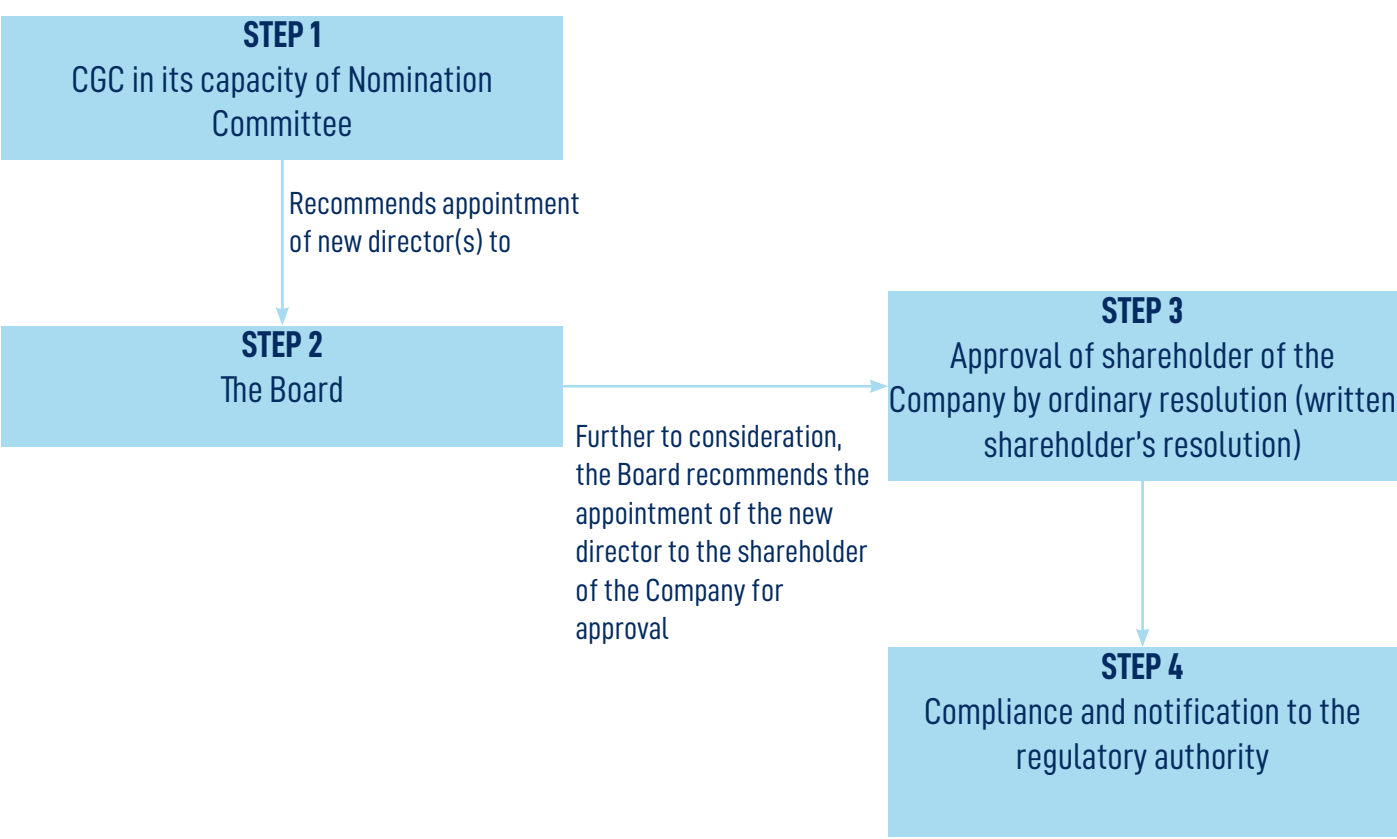 STEP 1
CGC in its capacity of Nomination
Committee
Recommends appointment
of new director(s) to
STEP 2
The Board
Further to consideration,
the Board recommends the
appointment of the new
director to the shareholder
of the Company for
approval
STEP 3
Approval of shareholder of the
Company by ordinary resolution (written
shareholder's resolution)
STEP 4
Compliance and notification to the
regulatory authority